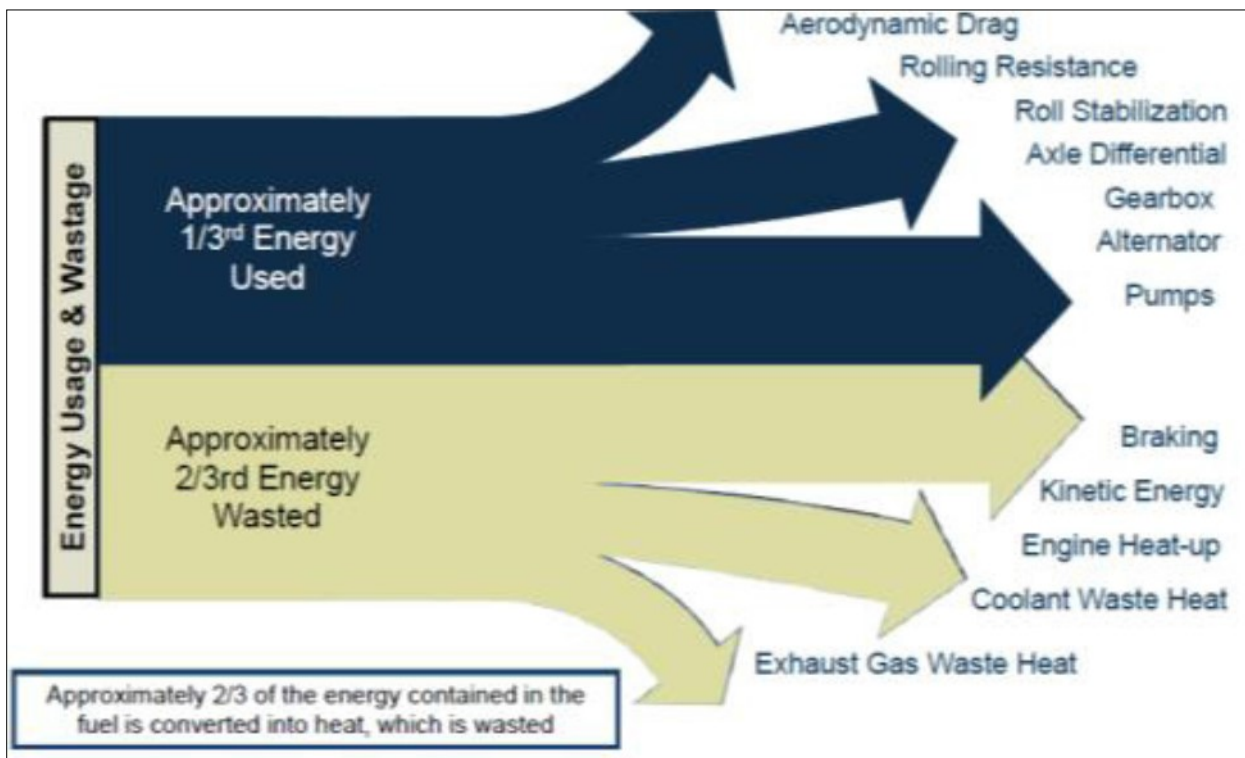 Energy Usage & Wastage
Approximately
1/3rd Energy
Used
Aerodynamic Drag
Rolling Resistance
Roll Stabilization
Axle Differential
Gearbox
Alternator
Pumps
Approximately
2/3rd Energy
Wasted
Braking
Kinetic Energy
Engine Heat-up
Coolant Waste Heat
Exhaust Gas Waste Heat
Approximately 2/3 of the energy contained in the
fuel is converted into heat, which is wasted